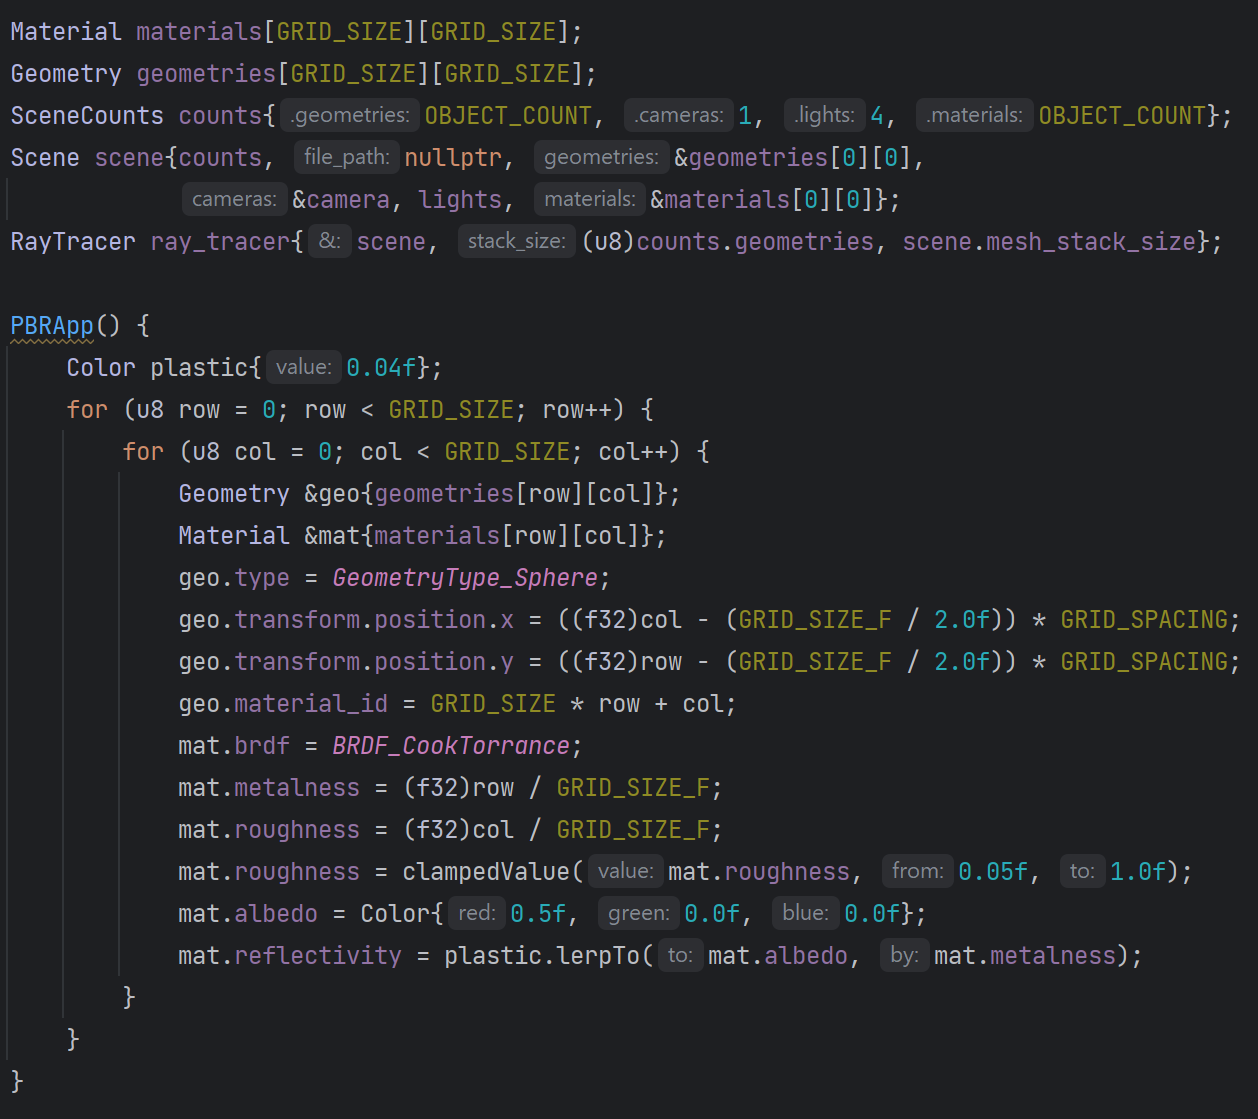 Material materials[GRID_SIZE][GRID_SIZE];
Geometry geometries[GRID_SIZE][GRID_SIZE];
SceneCounts counts{ .geometries: OBJECT_COUNT, .cameras: 1, .lights: 4, .materials: OBJECT_COUNT};
Scene scene{counts, file_path: nullptr, geometries: &geometries[0][0],
cameras: &camera, lights, materials: &materials[0][0]};
RayTracer ray_tracer{ &: scene, stack_size: (u8)counts.geometries, scene.mesh_stack_size};
PBRApp() {
Color plastic{ value: 0.04f};
for (u8 row = 0; row < GRID_SIZE; row++) {
for (u8 col = 0; col < GRID_SIZE; col++) {
Geometry &geo{geometries[row][col]};
Material &mat{materials[row][col]};
geo.type = GeometryType_Sphere;
geo.transform.position.x = ((f32)col - (GRID_SIZE_F / 2.0f)) * GRID_SPACING;
geo.transform.position.y = ((f32)row - (GRID_SIZE_F / 2.0f)) * GRID_SPACING;
geo.material_id = GRID_SIZE * row + col;
mat.brdf = BRDF_CookTorrance;
mat.metalness = (f32)row / GRID_SIZE_F;
mat.roughness = (f32)col / GRID_SIZE_F;
mat.roughness = clampedValue( value: mat.roughness, from: 0.05f, to: 1.0f);
mat.albedo = Color{ red: 0.5f, green: 0.0f, blue: 0.0f};
mat.reflectivity = plastic.lerpTo( to: mat.albedo, by: mat.metalness);
}
}
}